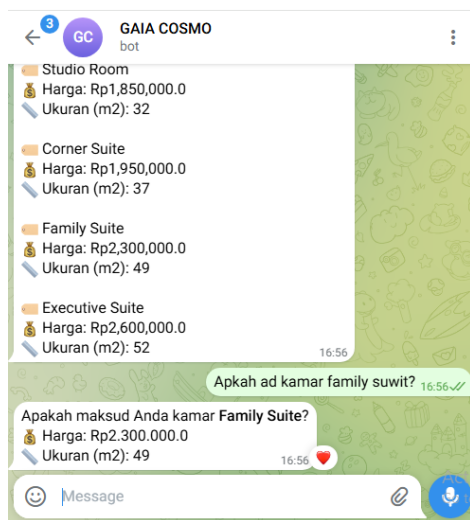 3
GC
GAIA COSMO
bot
Studio Room
Harga: Rp1,850,000.0
Ukuran (m2): 32
Corner Suite
Harga: Rp1,950,000.0
Ukuran (m2): 37
Family Suite
Harga: Rp2,300,000.0
Ukuran (m2): 49
Executive Suite
Harga: Rp2,600,000.0
Ukuran (m2): 52
16:56
Apkah ad kamar family suwit? 16:56
Apakah maksud Anda kamar Family Suite?
Harga: Rp2.300.000.0
Ukuran (m2): 49
16:56
Message